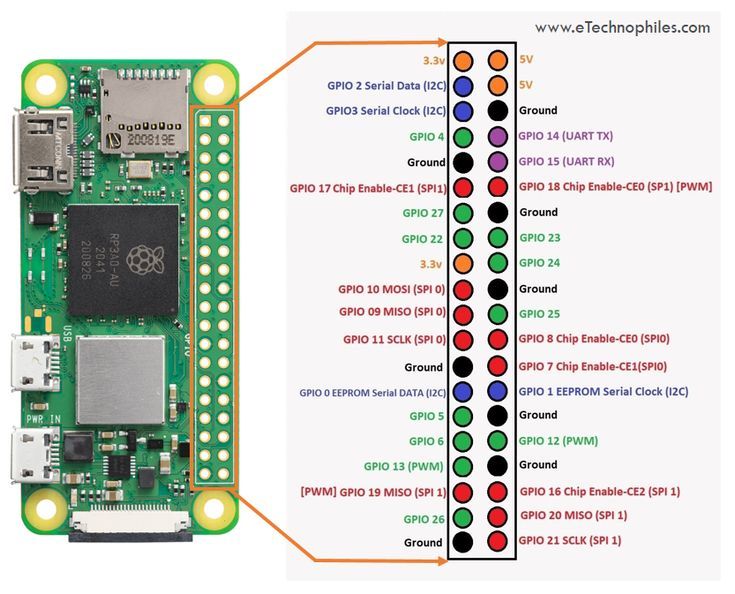 www.eTechnophiles.com
3.3v
5V
GPIO 2 Serial Data (I2C)
5V
GPIO3 Serial Clock (I2C)
Ground
GPIO 4
GPIO 14 (UART TX)
Ground
GPIO 15 (UART RX)
GPIO 17 Chip Enable-CE1 (SPI1)
GPIO 18 Chip Enable-CE0 (SP1) [PWM]
GPIO 27
Ground
GPIO 22
GPIO 23
3.3v
GPIO 24
GPIO 10 MOSI (SPI 0)
Ground
GPIO 09 MISO (SPI 0)
GPIO 25
GPIO 11 SCLK (SPI 0)
GPIO 8 Chip Enable-CE0 (SPI0)
Ground
GPIO 7 Chip Enable-CE1(SPI0)
GPIO 0 EEPROM Serial DATA (I2C)
GPIO 1 EEPROM Serial Clock (I2C)
GPIO 5
Ground
GPIO 6
GPIO 12 (PWM)
GPIO 13 (PWM)
Ground
[PWM] GPIO 19 MISO (SPI 1)
GPIO 16 Chip Enable-CE2 (SPI 1)
GPIO 26
GPIO 20 MISO (SPI 1)
Ground
GPIO 21 SCLK (SPI 1)
200819E
RP3A0-AU
2041
200826
GPIO
USB
PWR IN